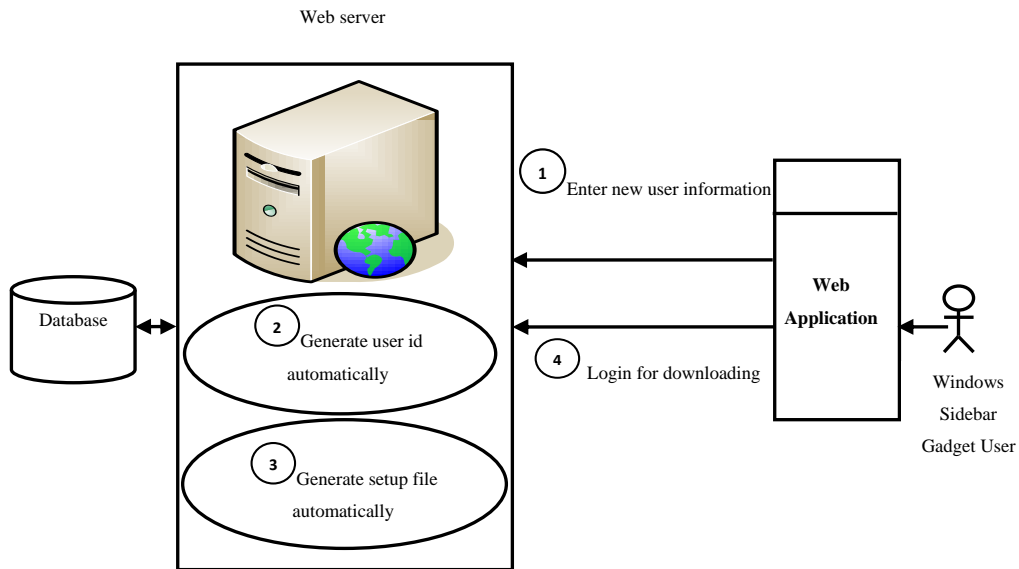 Web server
1
Enter new user information
Web
Application
Database
2
Generate user id
automatically
4
Login for downloading
Windows
Sidebar
Gadget User
3
Generate setup file
automatically